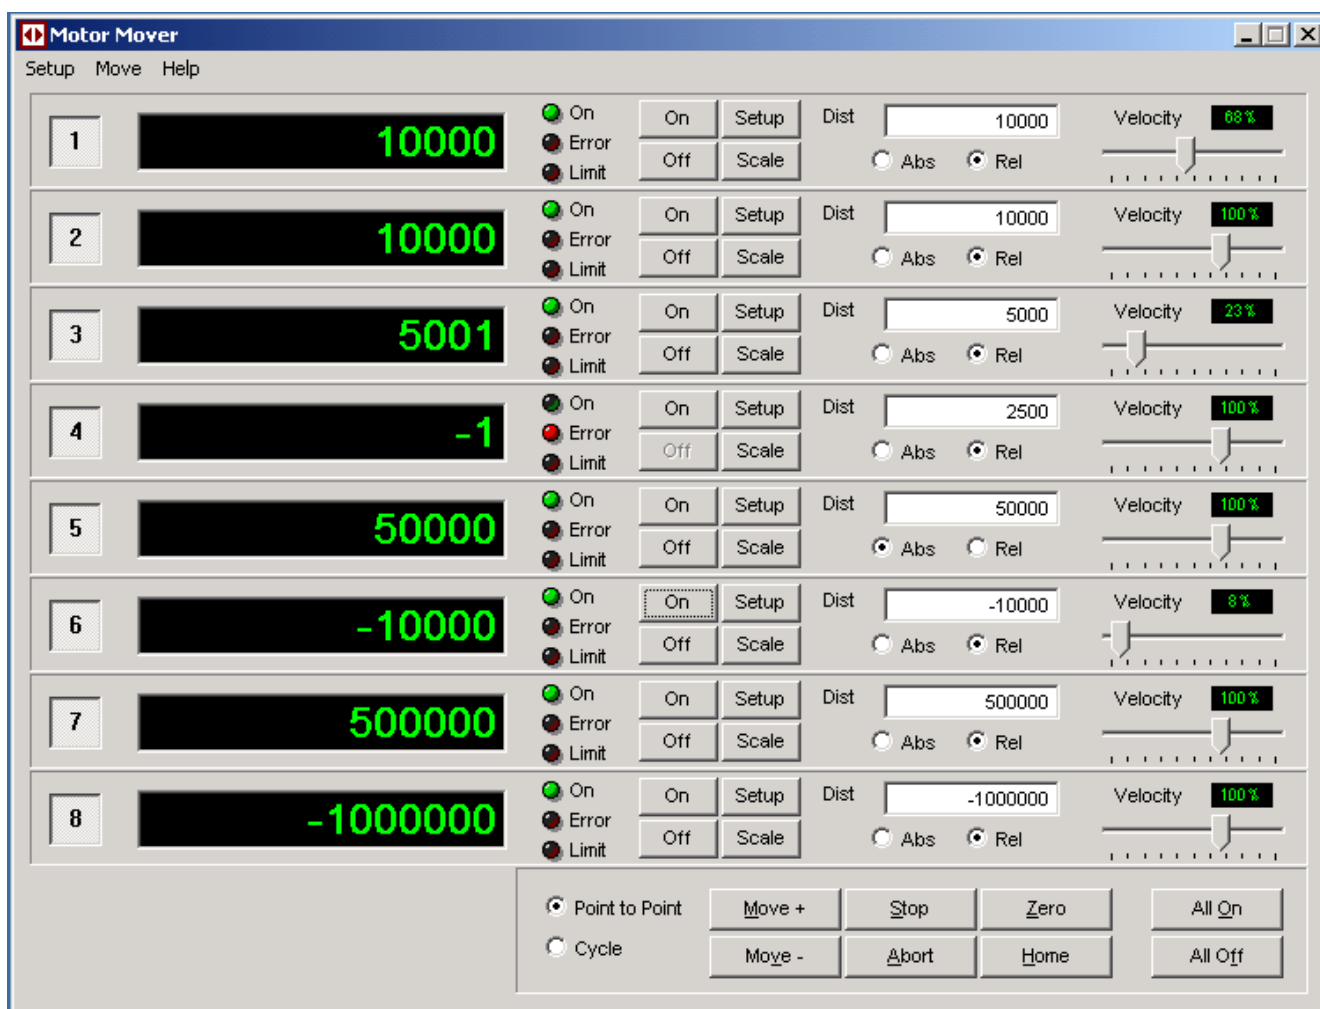 Motor Mover
Setup Move Help
1 10000 On Error Limit On Off Setup Scale Dist 10000 Abs Rel Velocity 68%
2 10000 On Error Limit On Off Setup Scale Dist 10000 Abs Rel Velocity 100%
3 5001 On Error Limit On Off Setup Scale Dist 5000 Abs Rel Velocity 23%
4 -1 On Error Limit On Off Setup Scale Dist 2500 Abs Rel Velocity 100%
5 50000 On Error Limit On Off Setup Scale Dist 50000 Abs Rel Velocity 100%
6 -10000 On Error Limit On Off Setup Scale Dist -10000 Abs Rel Velocity 8%
7 500000 On Error Limit On Off Setup Scale Dist 500000 Abs Rel Velocity 100%
8 -1000000 On Error Limit On Off Setup Scale Dist -1000000 Abs Rel Velocity 100%
Point to Point Move + Stop Zero All On
Cycle Move - Abort Home All Off